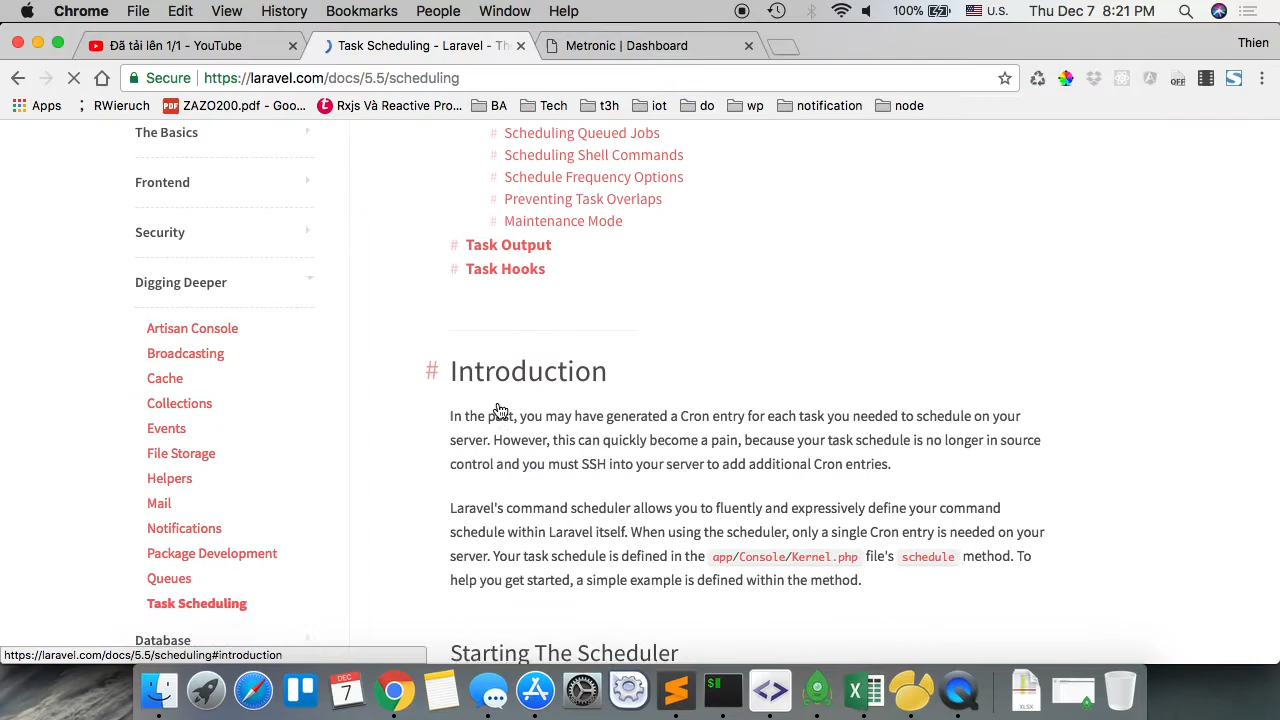 Chrome File Edit View History Bookmarks People Window Help 100% U.S. Thu Dec 7 8:21 PM
Đã tải lên 1/1 - YouTube Task Scheduling - Laravel - Th Metronic | Dashboard Thien
Secure https://laravel.com/docs/5.5/scheduling OFF
Apps RWieruch PDF ZAZO200.pdf - Goo... Rxjs Và Reactive Pro... BA Tech t3h iot do wp notification node
The Basics
Frontend
Security
Digging Deeper
Artisan Console
Broadcasting
Cache
Collections
Events
File Storage
Helpers
Mail
Notifications
Package Development
Queues
Task Scheduling
Database
# Scheduling Queued Jobs
# Scheduling Shell Commands
# Schedule Frequency Options
# Preventing Task Overlaps
# Maintenance Mode
# Task Output
# Task Hooks
# Introduction
In the past, you may have generated a Cron entry for each task you needed to schedule on your
server. However, this can quickly become a pain, because your task schedule is no longer in source
control and you must SSH into your server to add additional Cron entries.
Laravel's command scheduler allows you to fluently and expressively define your command
schedule within Laravel itself. When using the scheduler, only a single Cron entry is needed on your
server. Your task schedule is defined in the app/Console/Kernel.php file's schedule method. To
help you get started, a simple example is defined within the method.
Starting The Scheduler
https://laravel.com/docs/5.5/scheduling#introduction
DEC
7
XLSX